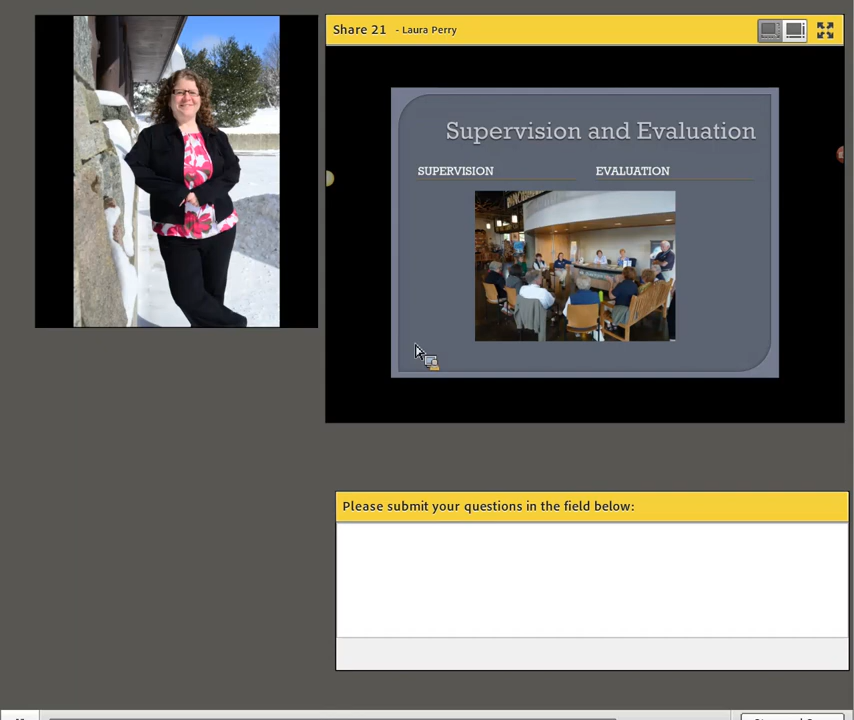 Share 21 - Laura Perry
Supervision and Evaluation
SUPERVISION
EVALUATION
Please submit your questions in the field below: